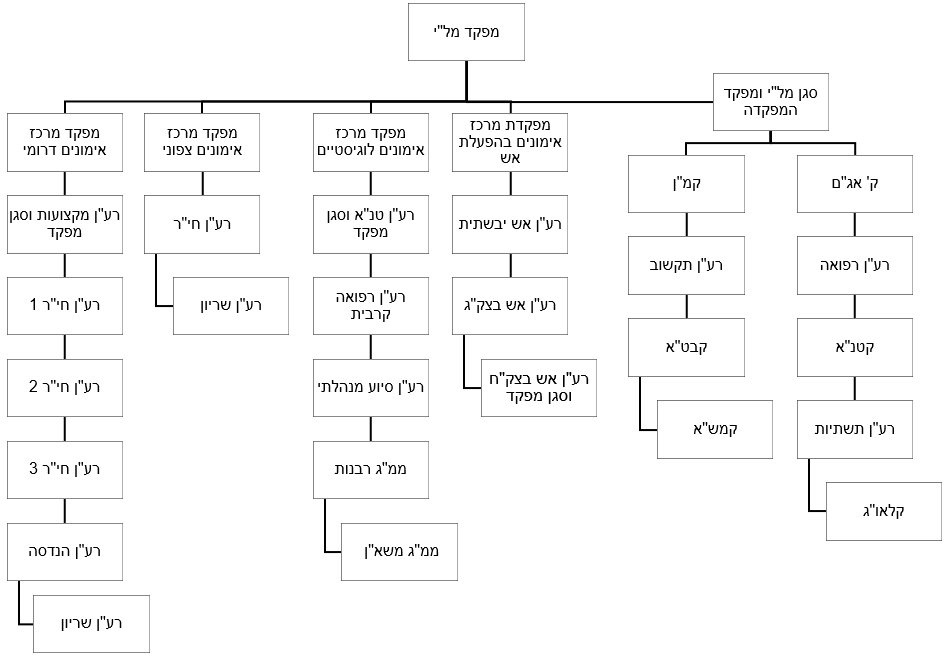 מפקד מל"י
סגן מל"י ומפקד
המפקדה
ק' אג"ם
רע"ן רפואה
קטנ"א
רע"ן תשתיות
קלאו"ג
קמ"ן
רע"ן תקשוב
קבט"א
קמש"א
מפקדת מרכז
אימונים בהפעלת
אש
רע"ן אש יבשתית
רע"ן אש בצק"ג
רע"ן אש בצק"ח
וסגן מפקד
מפקד מרכז
אימונים לוגיסטיים
רע"ן טנ"א וסגן
מפקד
רע"ן רפואה
קרבית
רע"ן סיוע מנהלתי
ממ"ג רבנות
ממ"ג משא"ן
מפקד מרכז
אימונים צפוני
רע"ן חי"ר
רע"ן שריון
מפקד מרכז
אימונים דרומי
רע"ן מקצועות וסגן
מפקד
רע"ן חי"ר 1
רע"ן חי"ר 2
רע"ן חי"ר 3
רע"ן הנדסה
רע"ן שריון